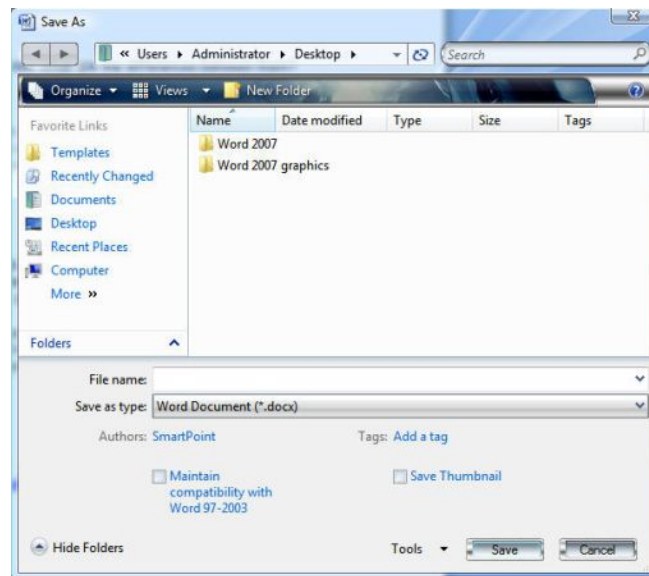 Save As
« Users Administrator Desktop Search
Organize Views New Folder
Favorite Links
Name Date modified Type Size Tags
Templates
Recently Changed
Documents
Desktop
Recent Places
Computer
More »
Word 2007
Word 2007 graphics
Folders
File name:
Save as type: Word Document (*.docx)
Authors: SmartPoint Tags: Add a tag
Maintain
compatibility with
Word 97-2003
Save Thumbnail
Hide Folders Tools Save Cancel